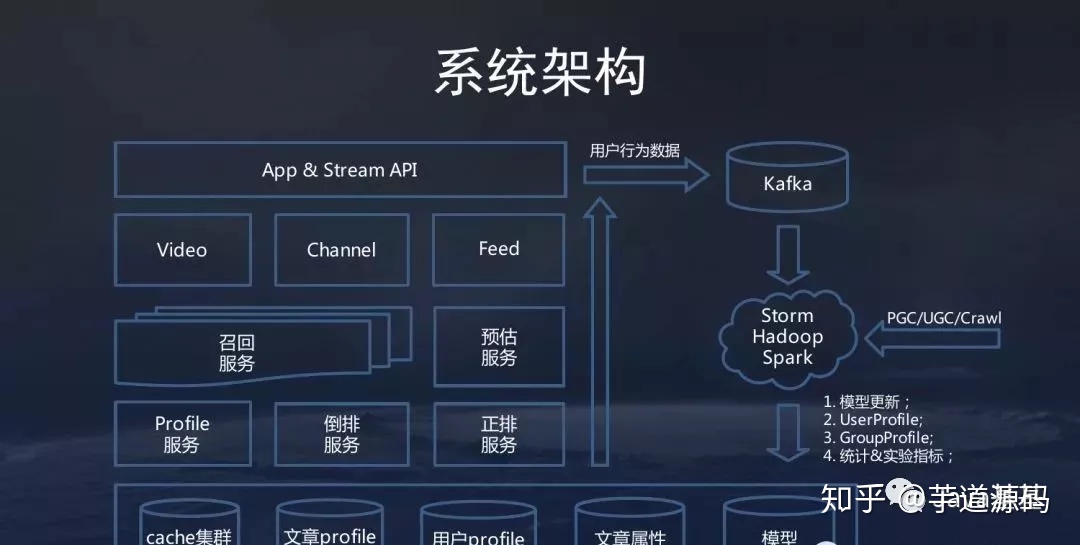 系统架构
App & Stream API
用户行为数据
Kafka
Video
Channel
Feed
Storm
Hadoop
Spark
PGC/UGC/Crawl
召回
服务
预估
服务
1. 模型更新；
2. UserProfile;
3. GroupProfile;
4. 统计&实验指标；
Profile
服务
倒排
服务
正排
服务
知乎 @芋道源码
cache集群
文章profile
用户profile
文章属性
模型